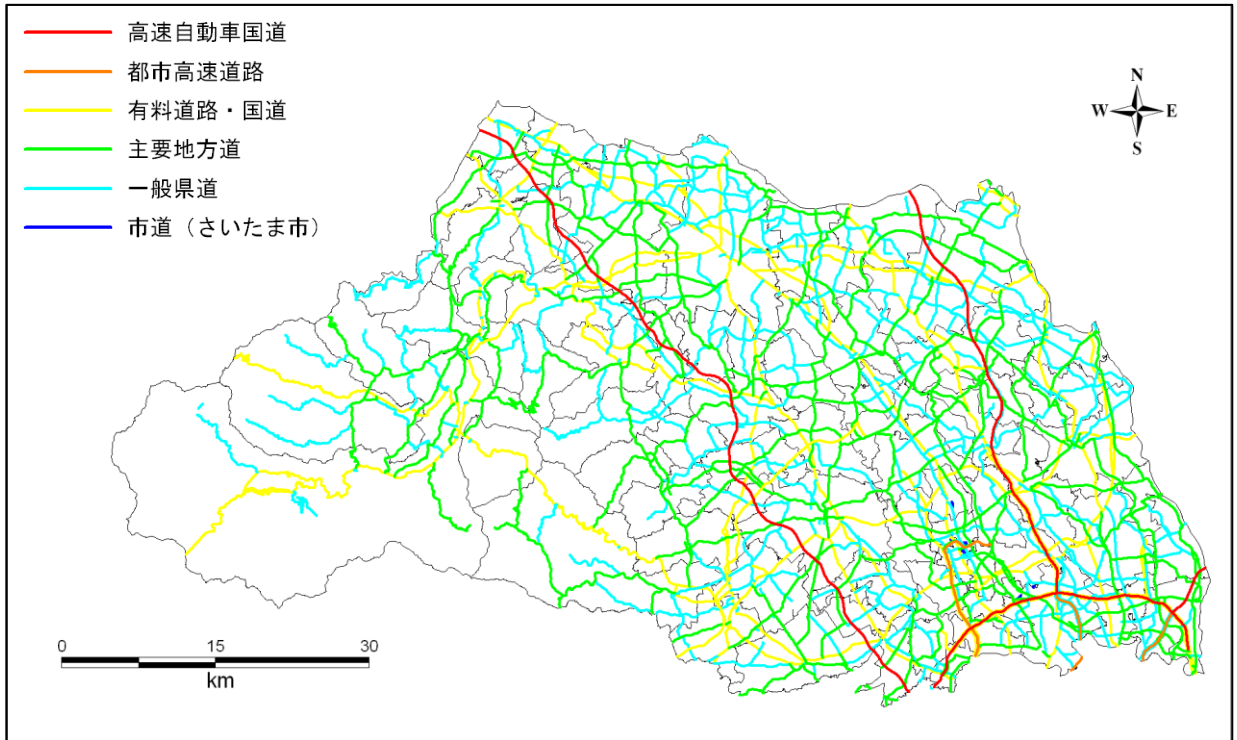 高速自動車国道
都市高速道路
有料道路・国道
主要地方道
一般県道
市道（さいたま市）
N
W E
S
0 15 30
km